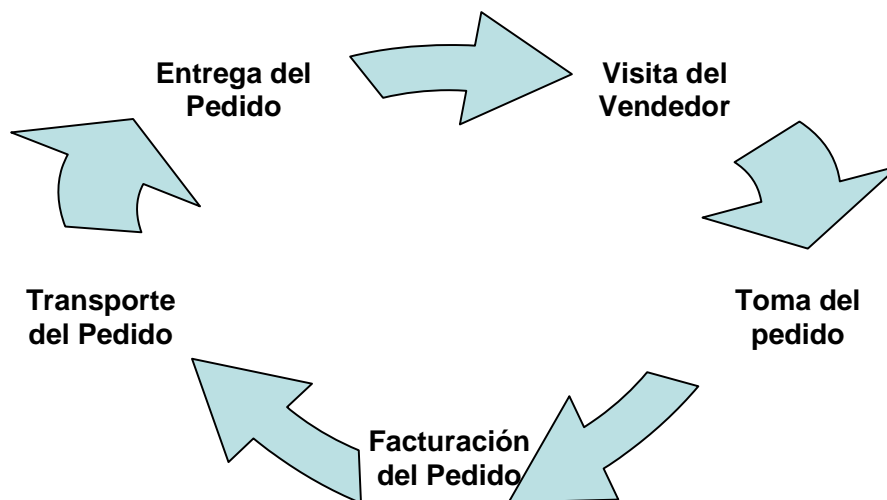 Entrega del
Pedido
Visita del
Vendedor
Toma del
pedido
Facturación
del Pedido
Transporte
del Pedido